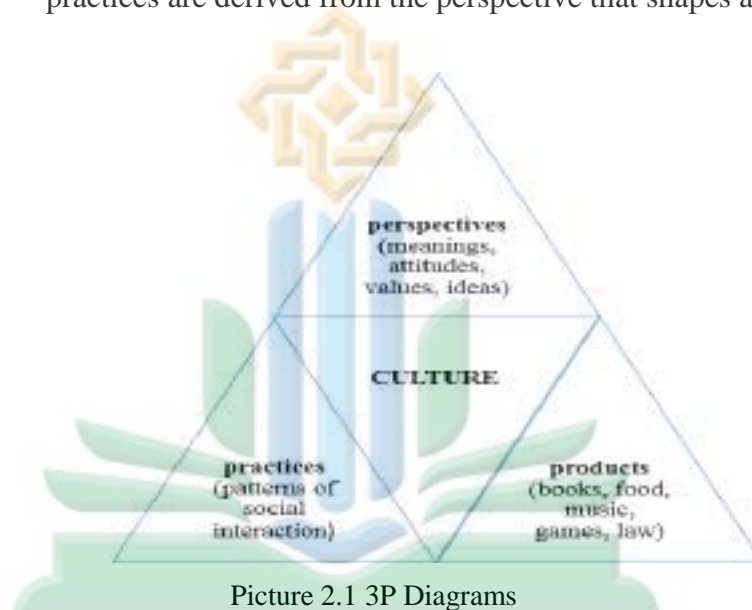 practices are derived from the perspective that shapes a
perspectives
(meanings,
attitudes,
values, ideas)
CULTURE
practices
(patterns of
social
interaction)
products
(books, food,
music,
games, law)
Picture 2.1 3P Diagrams